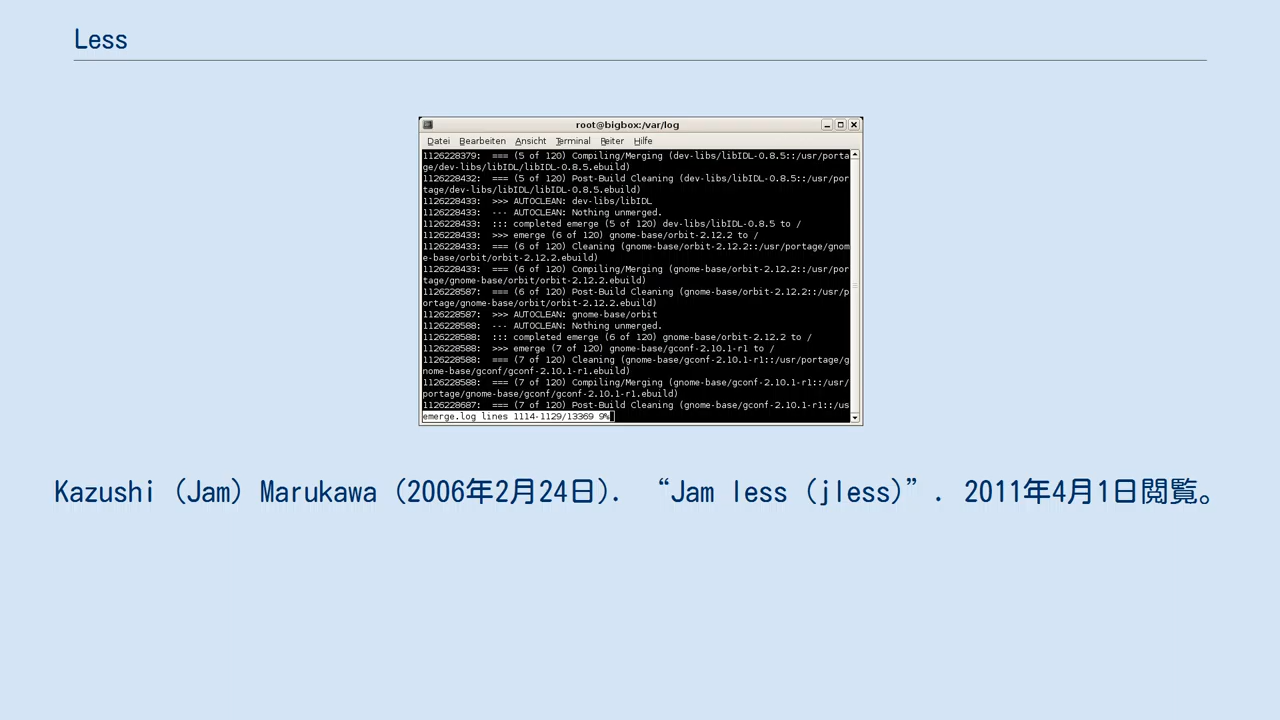 Less
root@bigbox:/var/log
Datei Bearbeiten Ansicht Terminal Reiter Hilfe
1126228379:  === (5 of 120) Compiling/Merging (dev-libs/libIDL-0.8.5::/usr/porta
ge/dev-libs/libIDL/libIDL-0.8.5.ebuild)
1126228432:  === (5 of 120) Post-Build Cleaning (dev-libs/libIDL-0.8.5::/usr/por
tage/dev-libs/libIDL/libIDL-0.8.5.ebuild)
1126228433:  >>> AUTOCLEAN: dev-libs/libIDL
1126228433:  --- AUTOCLEAN: Nothing unmerged.
1126228433:  ::: completed emerge (5 of 120) dev-libs/libIDL-0.8.5 to /
1126228433:  >>> emerge (6 of 120) gnome-base/orbit-2.12.2 to /
1126228433:  === (6 of 120) Cleaning (gnome-base/orbit-2.12.2::/usr/portage/gnom
e-base/orbit/orbit-2.12.2.ebuild)
1126228433:  === (6 of 120) Compiling/Merging (gnome-base/orbit-2.12.2::/usr/por
tage/gnome-base/orbit/orbit-2.12.2.ebuild)
1126228587:  === (6 of 120) Post-Build Cleaning (gnome-base/orbit-2.12.2::/usr/p
ortage/gnome-base/orbit/orbit-2.12.2.ebuild)
1126228587:  >>> AUTOCLEAN: gnome-base/orbit
1126228588:  --- AUTOCLEAN: Nothing unmerged.
1126228588:  ::: completed emerge (6 of 120) gnome-base/orbit-2.12.2 to /
1126228588:  >>> emerge (7 of 120) gnome-base/gconf-2.10.1-r1 to /
1126228588:  === (7 of 120) Cleaning (gnome-base/gconf-2.10.1-r1::/usr/portage/g
nome-base/gconf/gconf-2.10.1-r1.ebuild)
1126228588:  === (7 of 120) Compiling/Merging (gnome-base/gconf-2.10.1-r1::/usr/
portage/gnome-base/gconf/gconf-2.10.1-r1.ebuild)
1126228687:  === (7 of 120) Post-Build Cleaning (gnome-base/gconf-2.10.1-r1::/us
emerge.log lines 1114-1129/13369 9%
Kazushi (Jam) Marukawa (2006年2月24日). “Jam less (jless)”. 2011年4月1日閲覧。